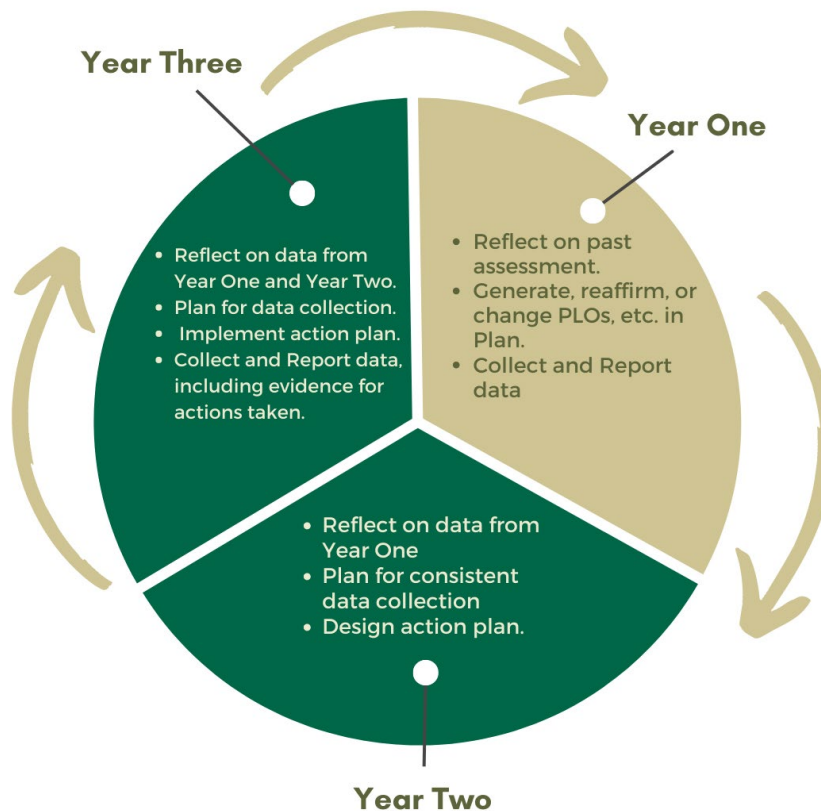 Year Three
• Reflect on data from
Year One and Year Two.
• Plan for data collection.
• Implement action plan.
• Collect and Report data,
including evidence for
actions taken.
Year One
• Reflect on past
assessment.
• Generate, reaffirm, or
change PLOs, etc. in
Plan.
• Collect and Report
data
• Reflect on data from
Year One
• Plan for consistent
data collection
• Design action plan.
Year Two